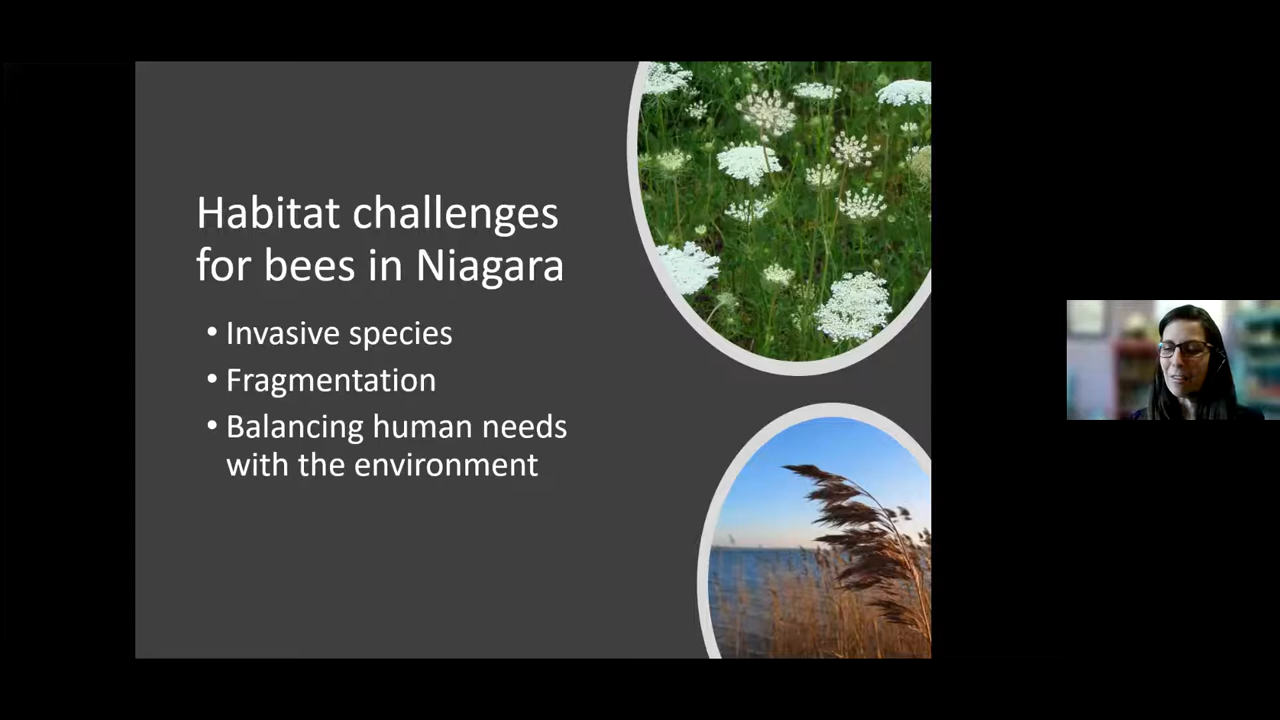 Habitat challenges
for bees in Niagara
• Invasive species
• Fragmentation
• Balancing human needs
with the environment